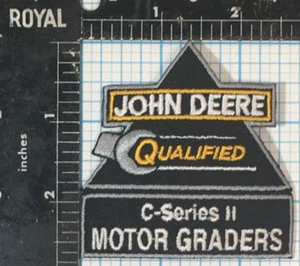 ROYAL
1
2
inches
1
2
JOHN DEERE
QUALIFIED
C-Series II
MOTOR GRADERS